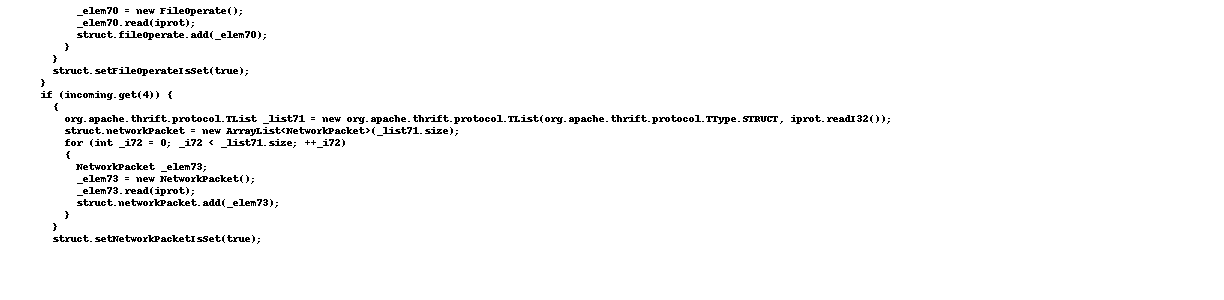 _elem70 = new FileOperate();
_elem70.read(iprot);
struct.fileOperate.add(_elem70);
}
}
struct.setFileOperateIsSet(true);
}
if (incoming.get(4)) {
{
org.apache.thrift.protocol.TList _list71 = new org.apache.thrift.protocol.TList(org.apache.thrift.protocol.TType.STRUCT, iprot.readI32());
struct.networkPacket = new ArrayList<NetworkPacket>(_list71.size);
for (int _i72 = 0; _i72 < _list71.size; ++_i72)
{
NetworkPacket _elem73;
_elem73 = new NetworkPacket();
_elem73.read(iprot);
struct.networkPacket.add(_elem73);
}
}
struct.setNetworkPacketIsSet(true);